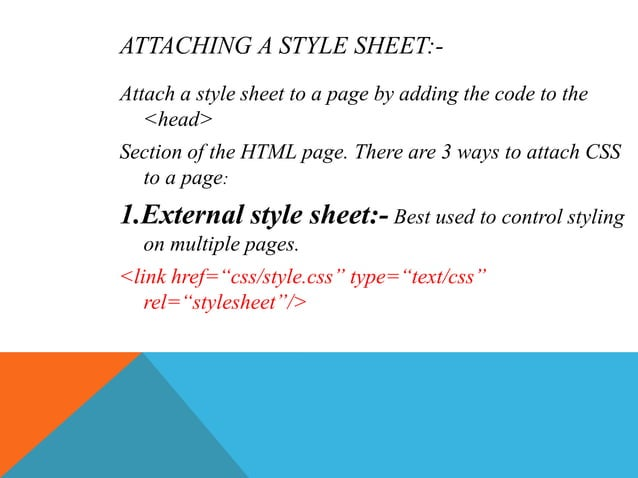 ATTACHING A STYLE SHEET:-
Attach a style sheet to a page by adding the code to the
<head>
Section of the HTML page. There are 3 ways to attach CSS
to a page:
1.External style sheet:- Best used to control styling
on multiple pages.
<link href=“css/style.css” type=“text/css”
rel=“stylesheet”/>